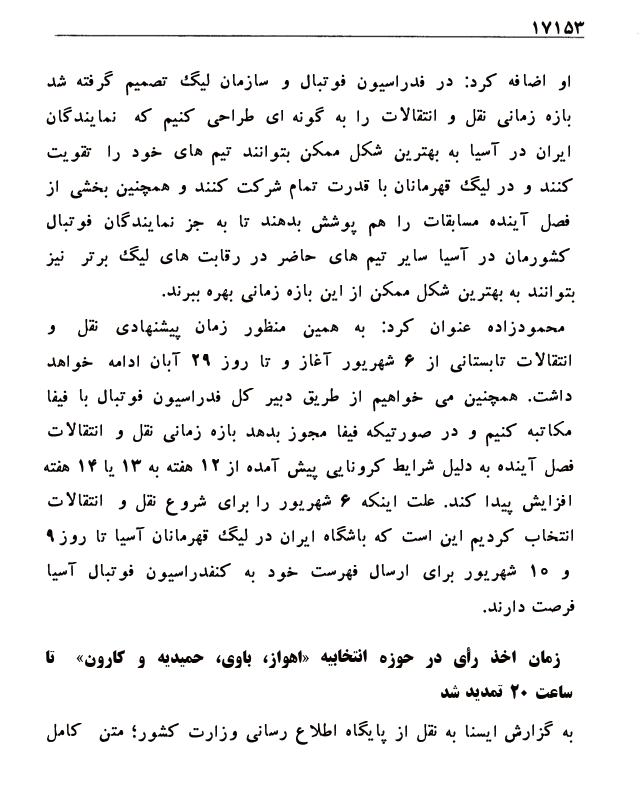 ۱۷۱۵۳
او اضافه کرد: در فدراسیون فوتبال و سازمان لیگ تصمیم گرفته شد
بازه زمانی نقل و انتقالات را به گونه ای طراحی کنیم که نمایندگان
ایران در آسیا به بهترین شکل ممکن بتوانند تیم های خود را تقویت
کنند و در لیگ قهرمانان با قدرت تمام شرکت کنند و همچنین بخشی از
فصل آینده مسابقات را هم پوشش بدهند تا به جز نمایندگان فوتبال
کشورمان در آسیا سایر تیم های حاضر در رقابت های لیگ برتر نیز
بتوانند به بهترین شکل ممکن از این بازه زمانی بهره ببرند.
محمودزاده عنوان کرد: به همین منظور زمان پیشنهادی نقل و
انتقالات تابستانی از ۶ شهریور آغاز و تا روز ۲۹ آبان ادامه خواهد
داشت. همچنین می خواهیم از طریق دبیر کل فدراسیون فوتبال با فیفا
مکاتبه کنیم و در صورتیکه فیفا مجوز بدهد بازه زمانی نقل و انتقالات
فصل آینده به دلیل شرایط کرونایی پیش آمده از ۱۲ هفته به ۱۳ یا ۱۴ هفته
افزایش پیدا کند. علت اینکه ۶ شهریور را برای شروع نقل و انتقالات
انتخاب کردیم این است که باشگاه ایران در لیگ قهرمانان آسیا تا روز ۹
و ۱۰ شهریور برای ارسال فهرست خود به کنفدراسیون فوتبال آسیا
فرصت دارند.
زمان اخذ رأی در حوزه انتخابیه «اهواز، باوی، حمیدیه و کارون» تا
ساعت ۲۰ تمدید شد
به گزارش ایسنا به نقل از پایگاه اطلاع رسانی وزارت کشور؛ متن کامل